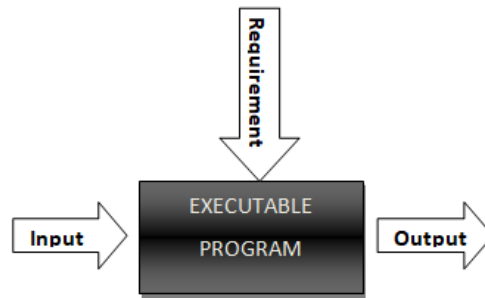 Requirement
EXECUTABLE
PROGRAM
Input
Output